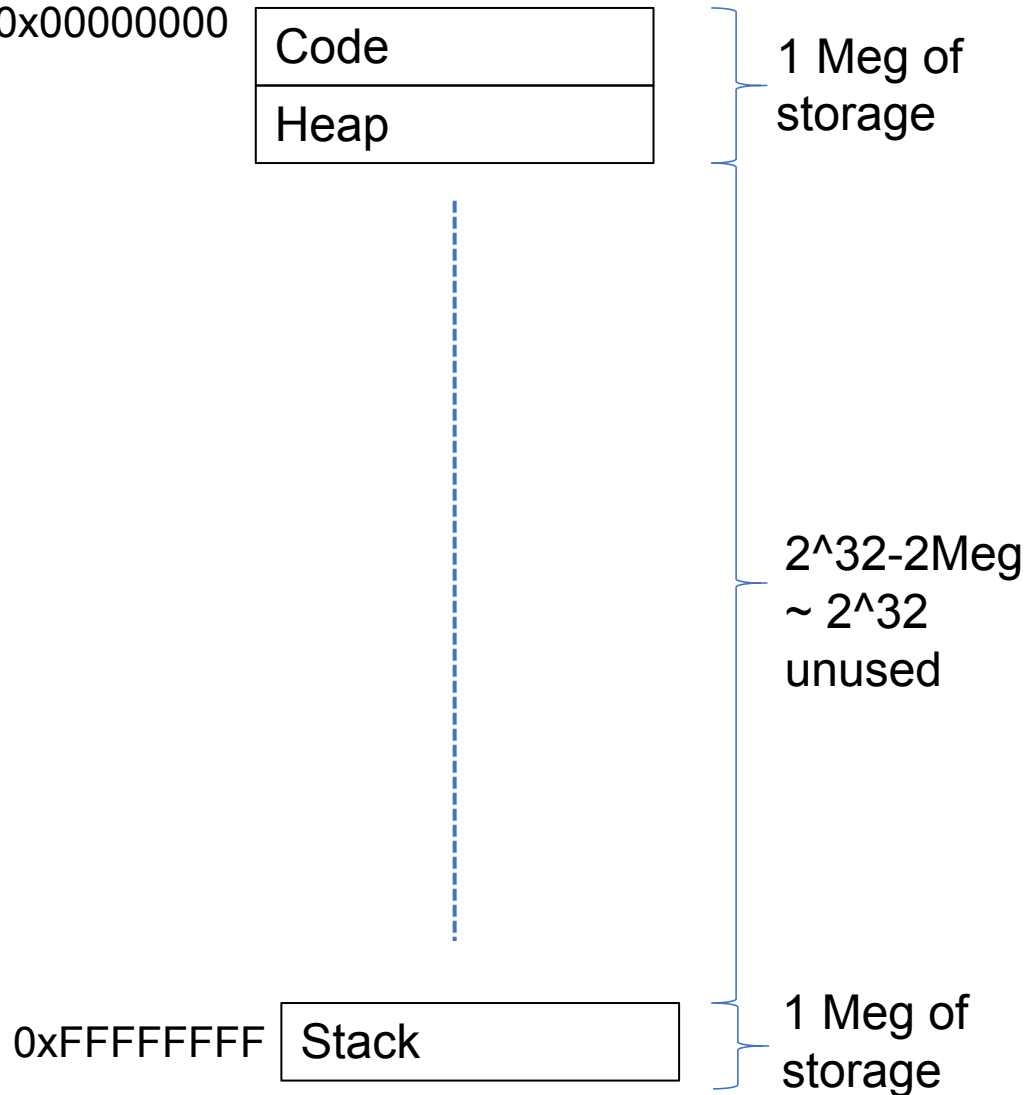 0x00000000
Code
Heap
1 Meg of
storage
2^32-2Meg
~ 2^32
unused
0xFFFFFFFF
Stack
1 Meg of
storage